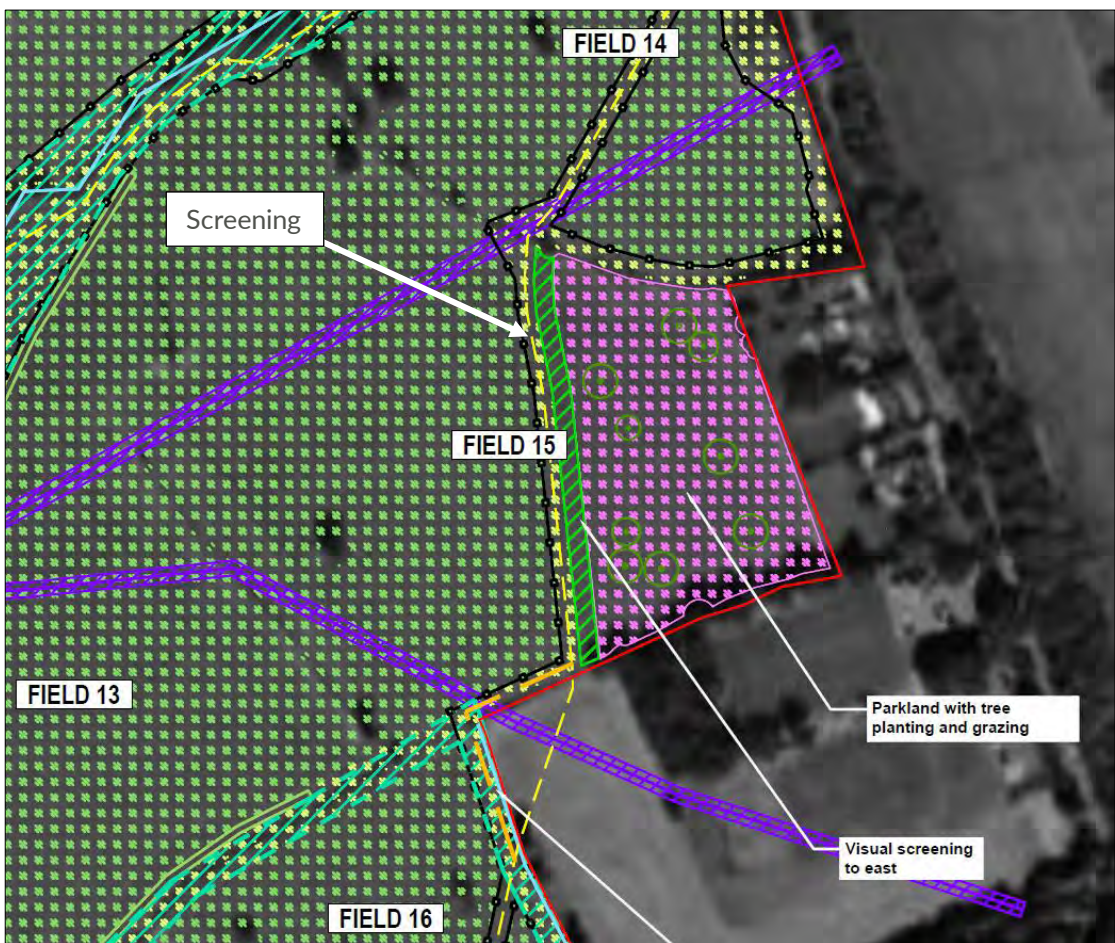 FIELD 14
Screening
FIELD 15
FIELD 13
Parkland with tree
planting and grazing
Visual screening
to east
FIELD 16